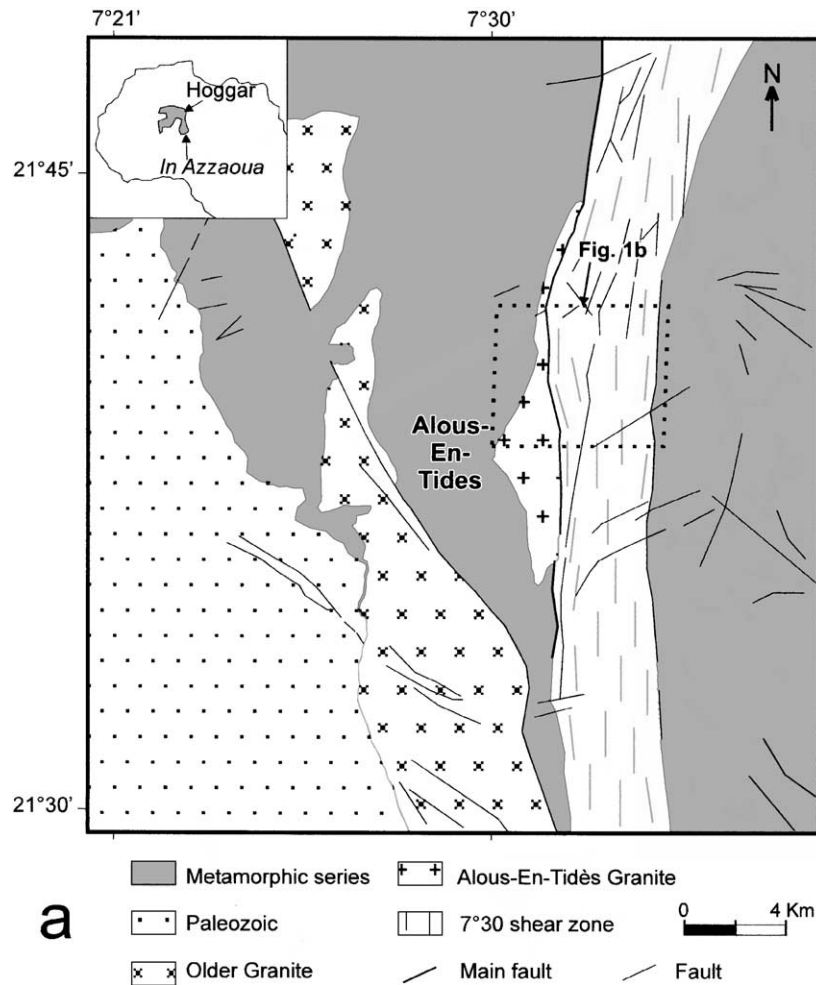 7°21'
7°30'
Hoggar
In Azzaoua
N
21°45'
Fig. 1b
Alous-
En-
Tides
21°30'
a
Metamorphic series
Alous-En-Tidès Granite
Paleozoic
7°30 shear zone
0
4 Km
Older Granite
Main fault
Fault